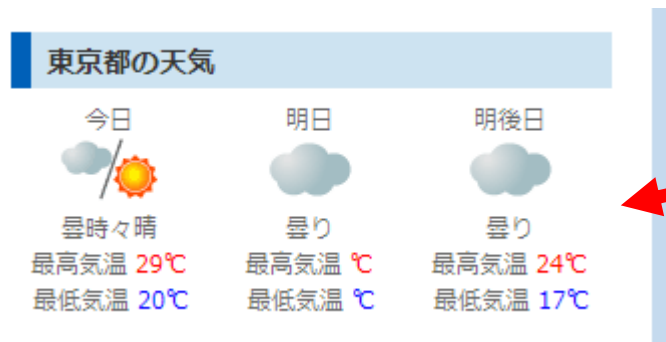 東京都の天気
今日 明日 明後日
曇時々晴 曇り 曇り
最高気温 29℃ 最高気温 ℃ 最高気温 24℃
最低気温 20℃ 最低気温 ℃ 最低気温 17℃